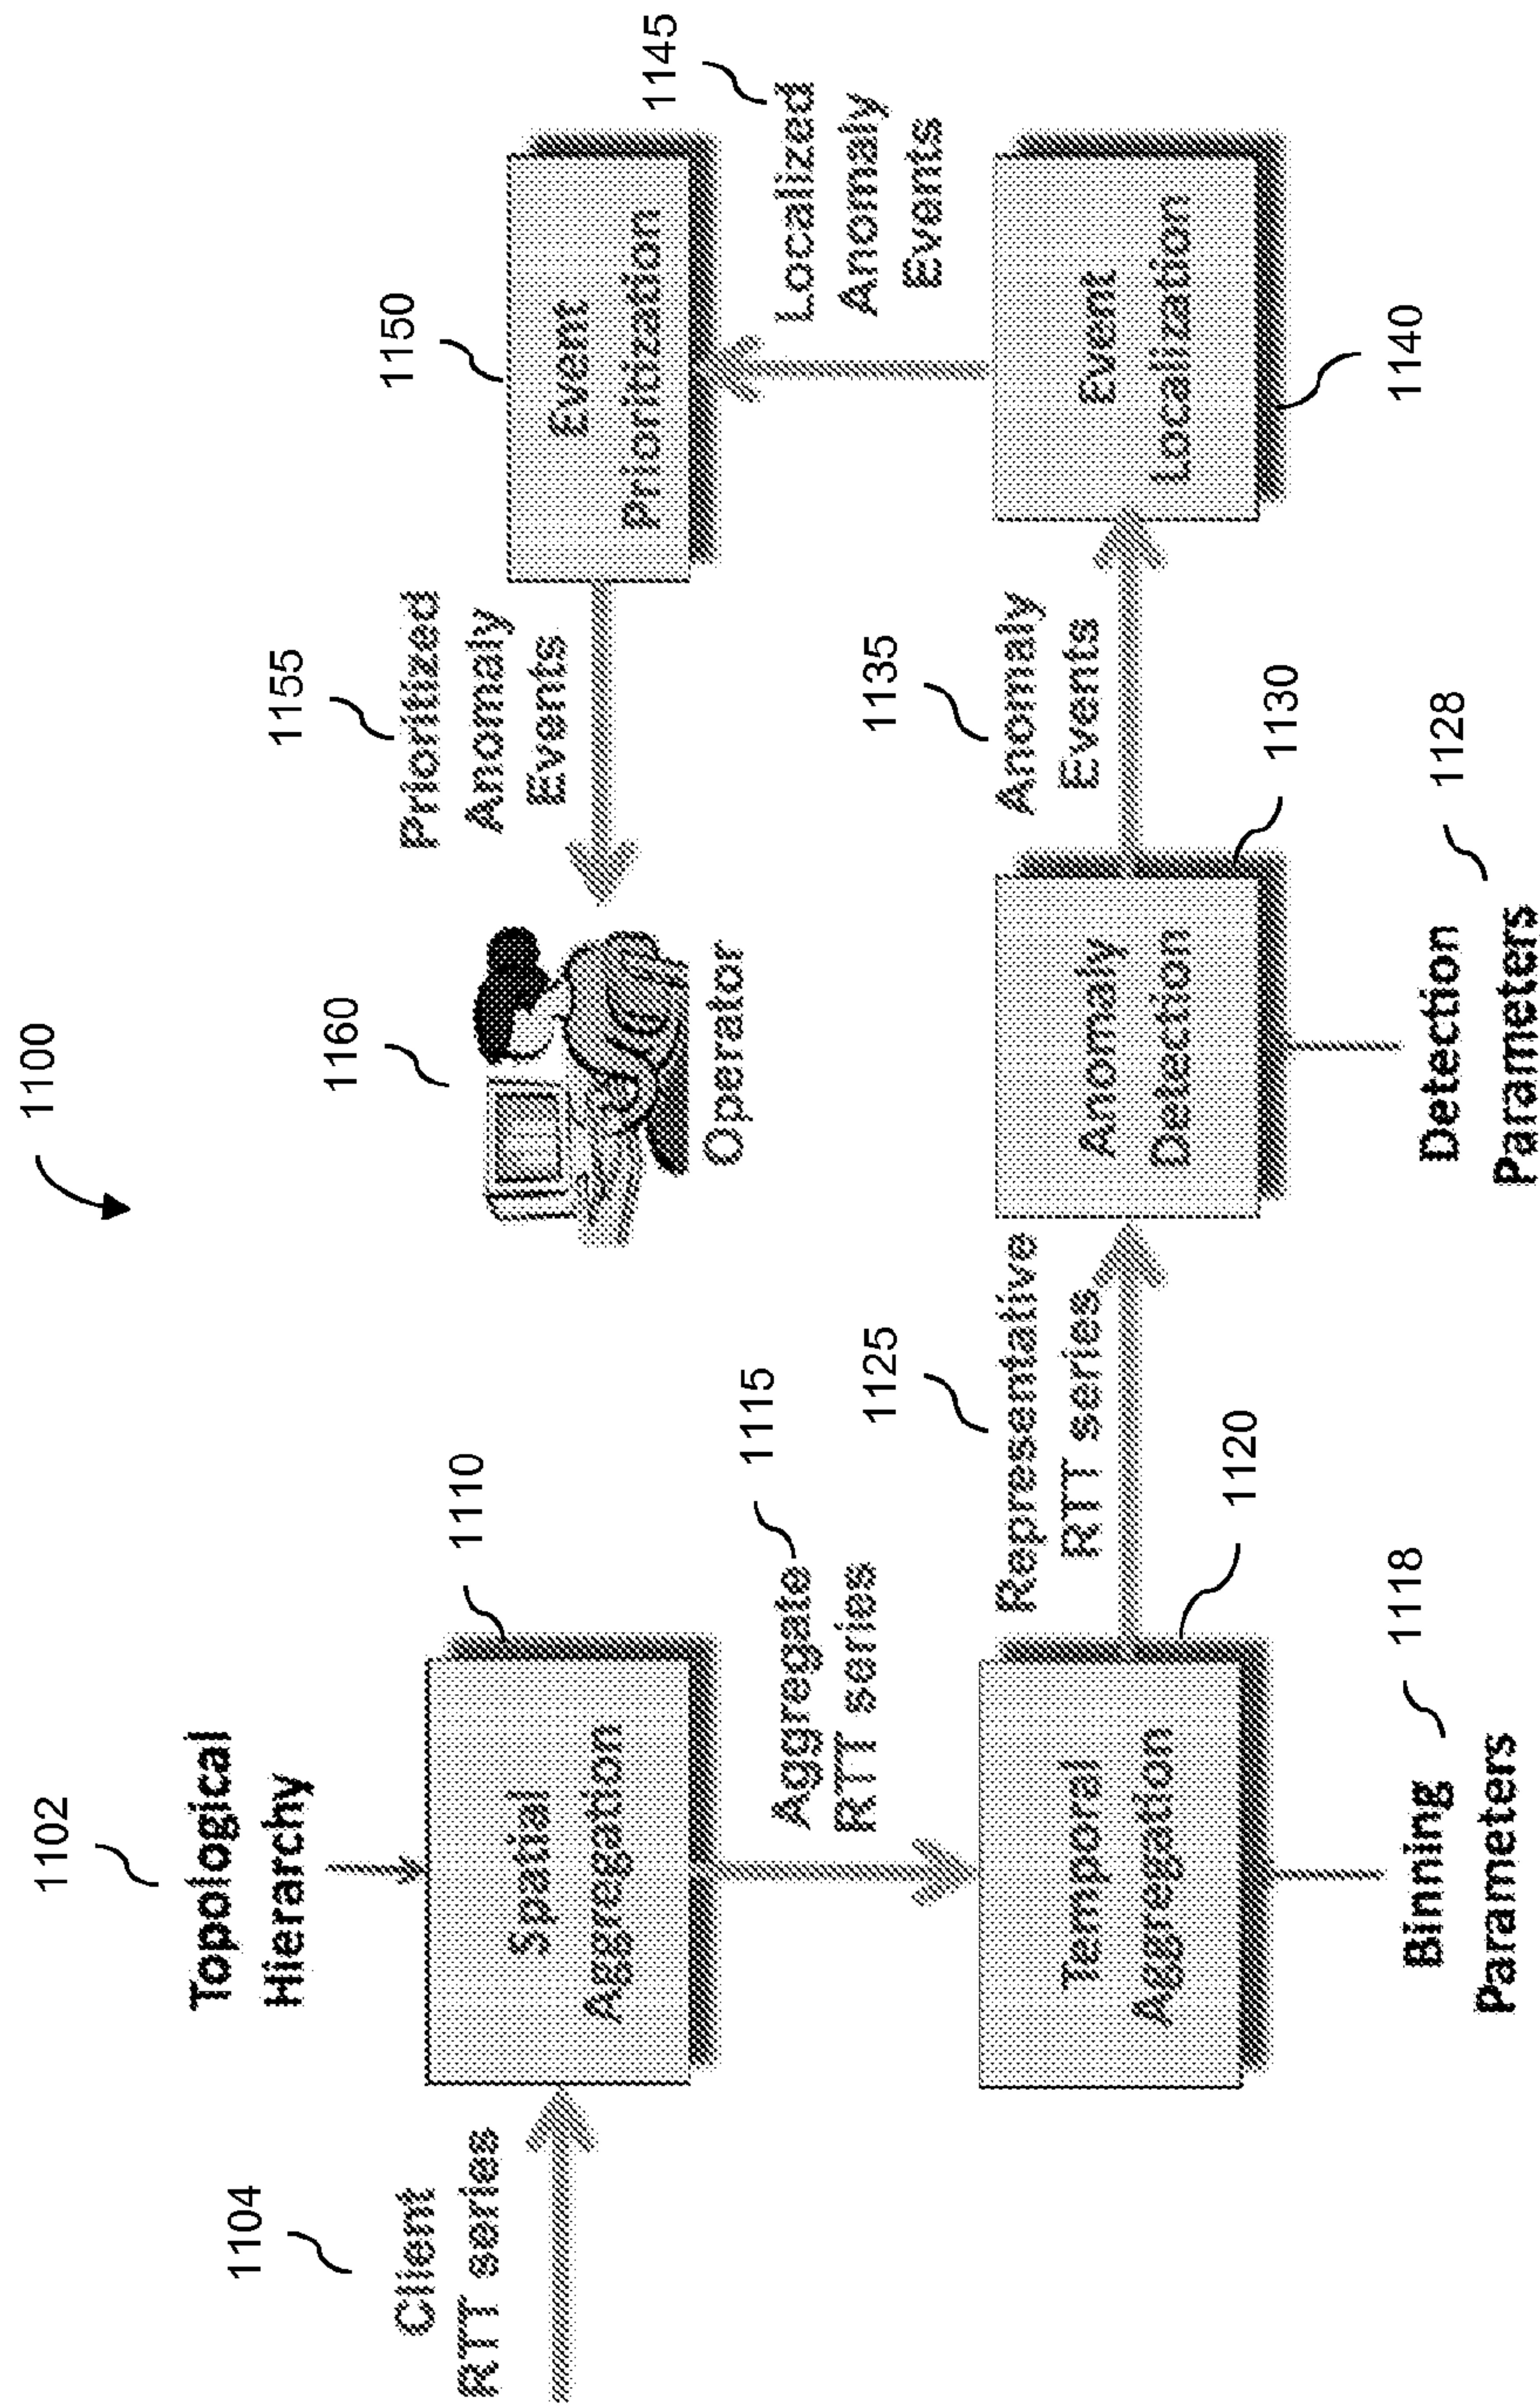 1100
1102
Topological
Hierarchy
1104
Client
RTT series
1110
Spatial
Aggregation
1115
Aggregate
RTT series
1120
Temporal
Aggregation
1118
Binning
Parameters
1125
Representative
RTT series
1130
Anomaly
Detection
1128
Detection
Parameters
1135
Anomaly
Events
1140
Event
Localization
1145
Localized
Anomaly
Events
1150
Event
Prioritization
1155
Prioritized
Anomaly
Events
1160
Operator